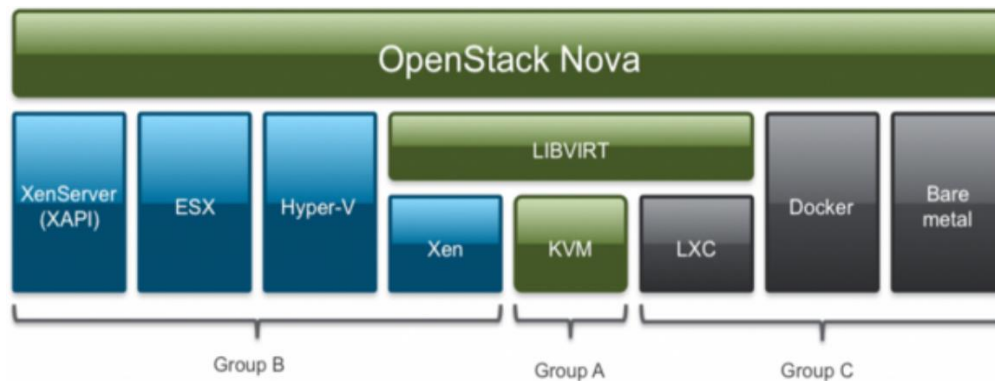 OpenStack Nova
LIBVIRT
XenServer
(XAPI)
ESX
Hyper-V
Xen
KVM
LXC
Docker
Bare
metal
Group B
Group A
Group C